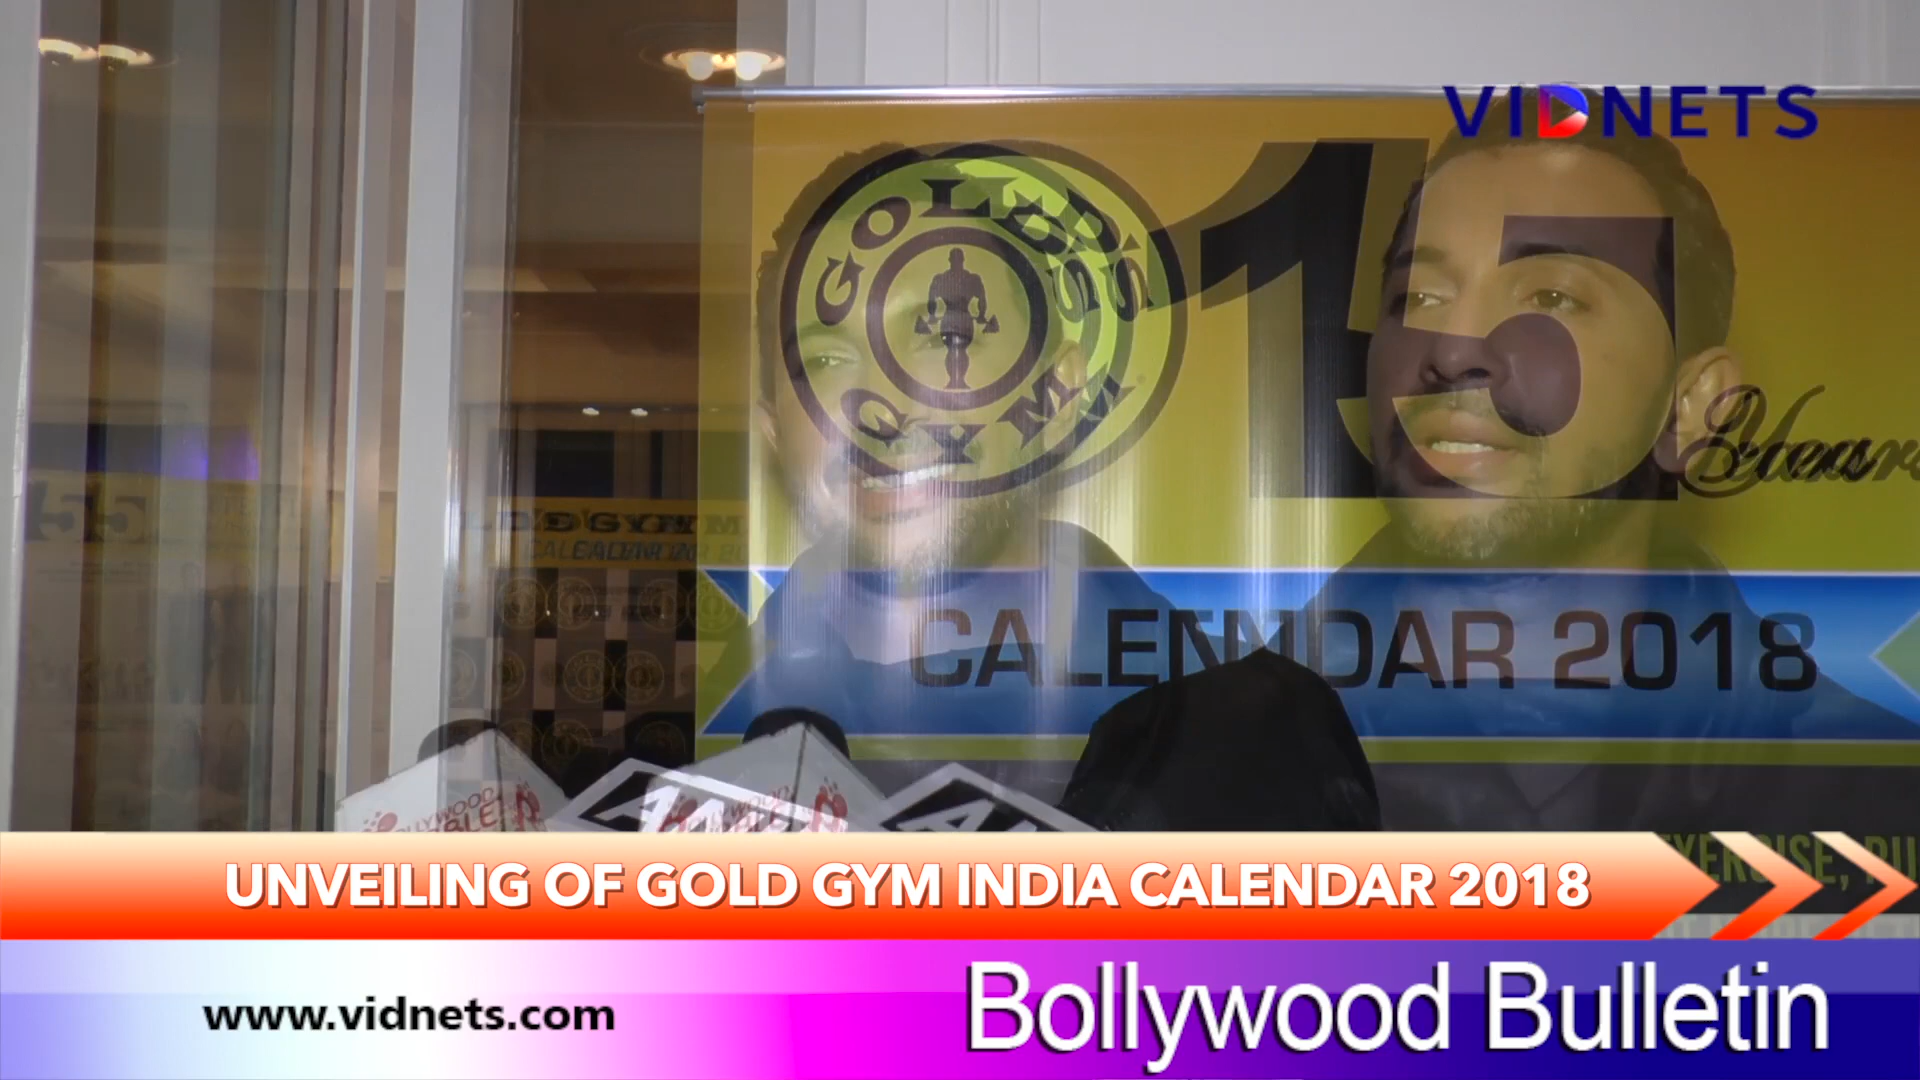 VIDNETS
GOLD'S
GYM
15
Years
CALENDAR 2018
BOLLYWOOD
UNVEILING OF GOLD GYM INDIA CALENDAR 2018
www.vidnets.com
Bollywood Bulletin